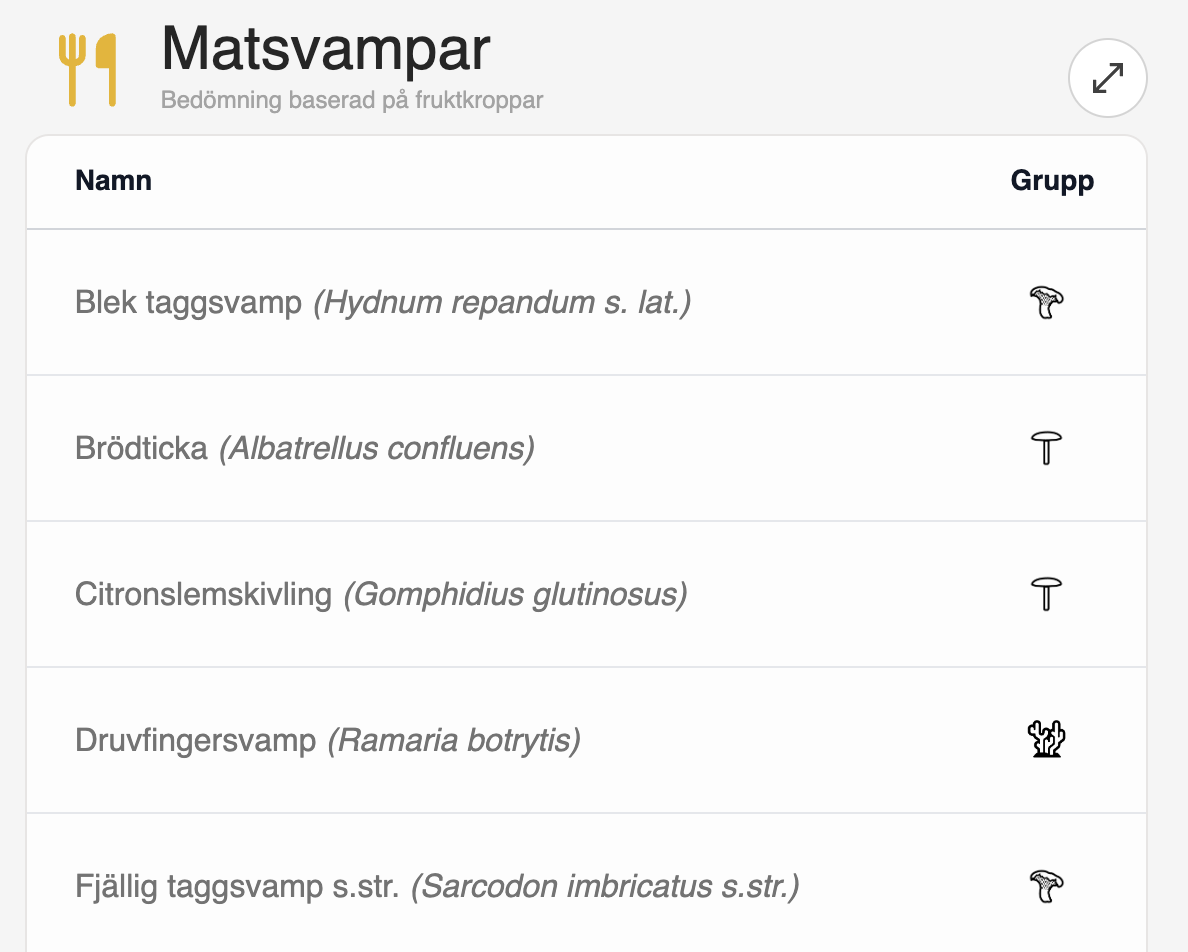 Matsvampar
Bedömning baserad på fruktkroppar
Namn Grupp
Blek taggsvamp (Hydnum repandum s. lat.)
Brödticka (Albatrellus confluens)
Citronslemskivling (Gomphidius glutinosus)
Druvfingersvamp (Ramaria botrytis)
Fjällig taggsvamp s.str. (Sarcodon imbricatus s.str.)